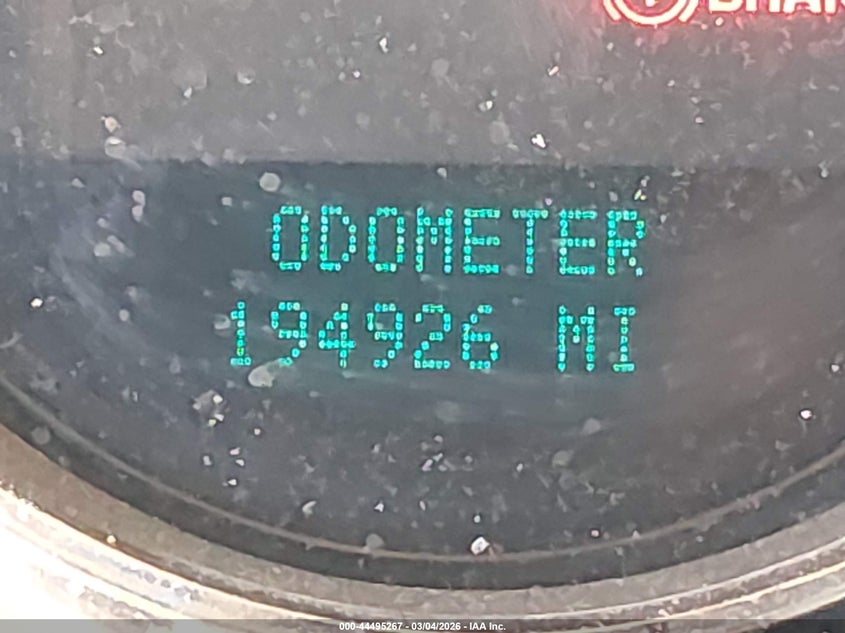 ODOMETER
194926 MI
000-44495267 - 03/04/2026 - IAA Inc.